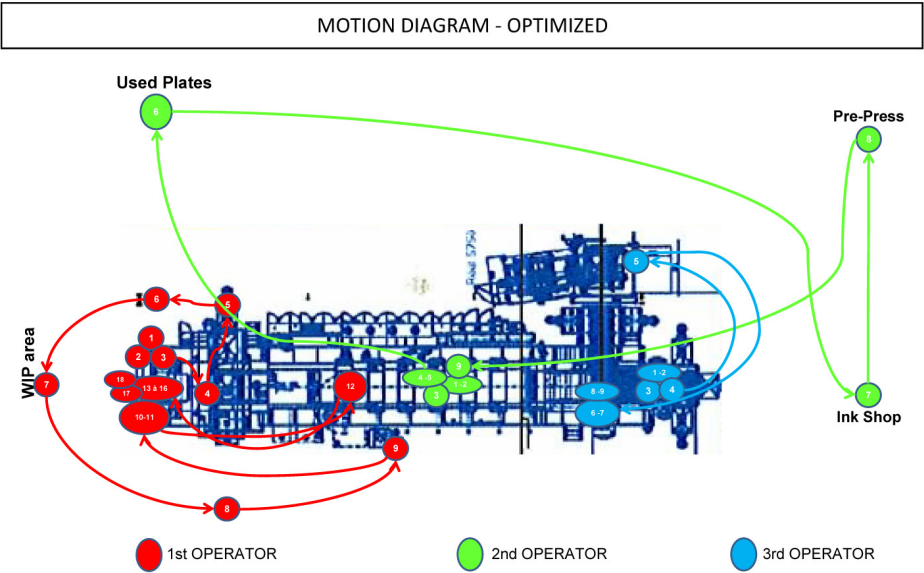 MOTION DIAGRAM - OPTIMIZED
Used Plates
6
Pre-Press
8
5
6
5
WIP area
1
2
3
7
4
18
13 à 16
17
10-11
12
9
4 -5
1 -2
3
1 -2
3
4
8 -9
6 -7
7
Ink Shop
9
8
1st OPERATOR
2nd OPERATOR
3rd OPERATOR